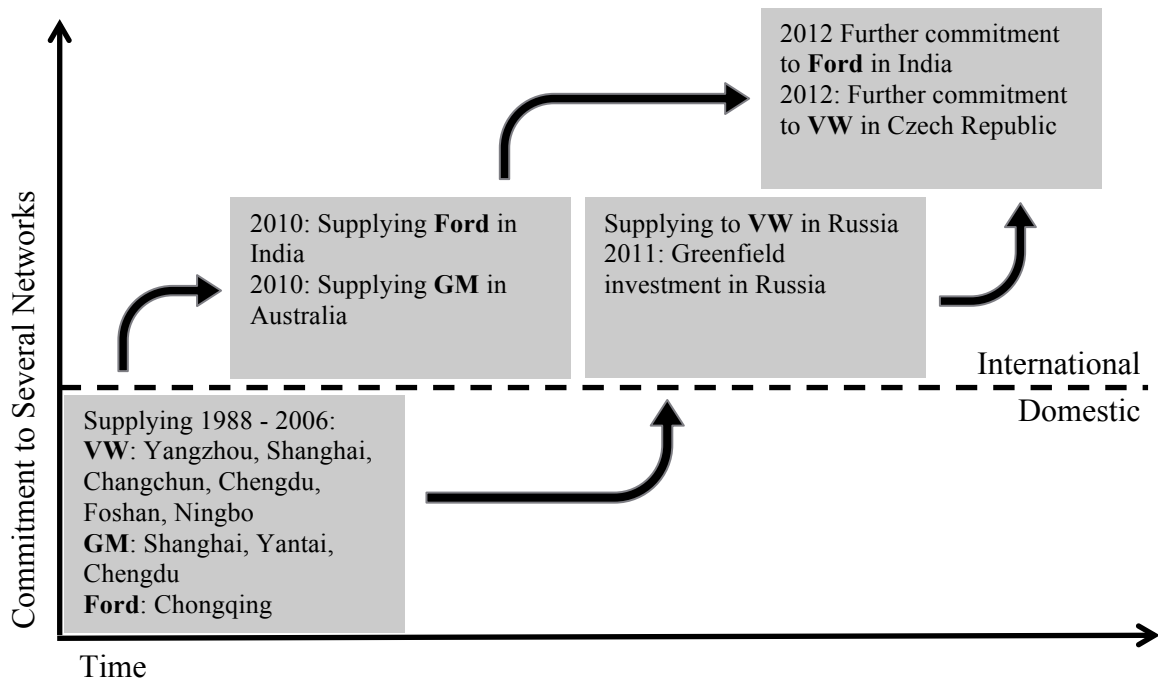 2012 Further commitment
to Ford in India
2012: Further commitment
to VW in Czech Republic
Commitment to Several Networks
2010: Supplying Ford in
India
2010: Supplying GM in
Australia
Supplying to VW in Russia
2011: Greenfield
investment in Russia
International
Domestic
Supplying 1988 - 2006:
VW: Yangzhou, Shanghai,
Changchun, Chengdu,
Foshan, Ningbo
GM: Shanghai, Yantai,
Chengdu
Ford: Chongqing
Time